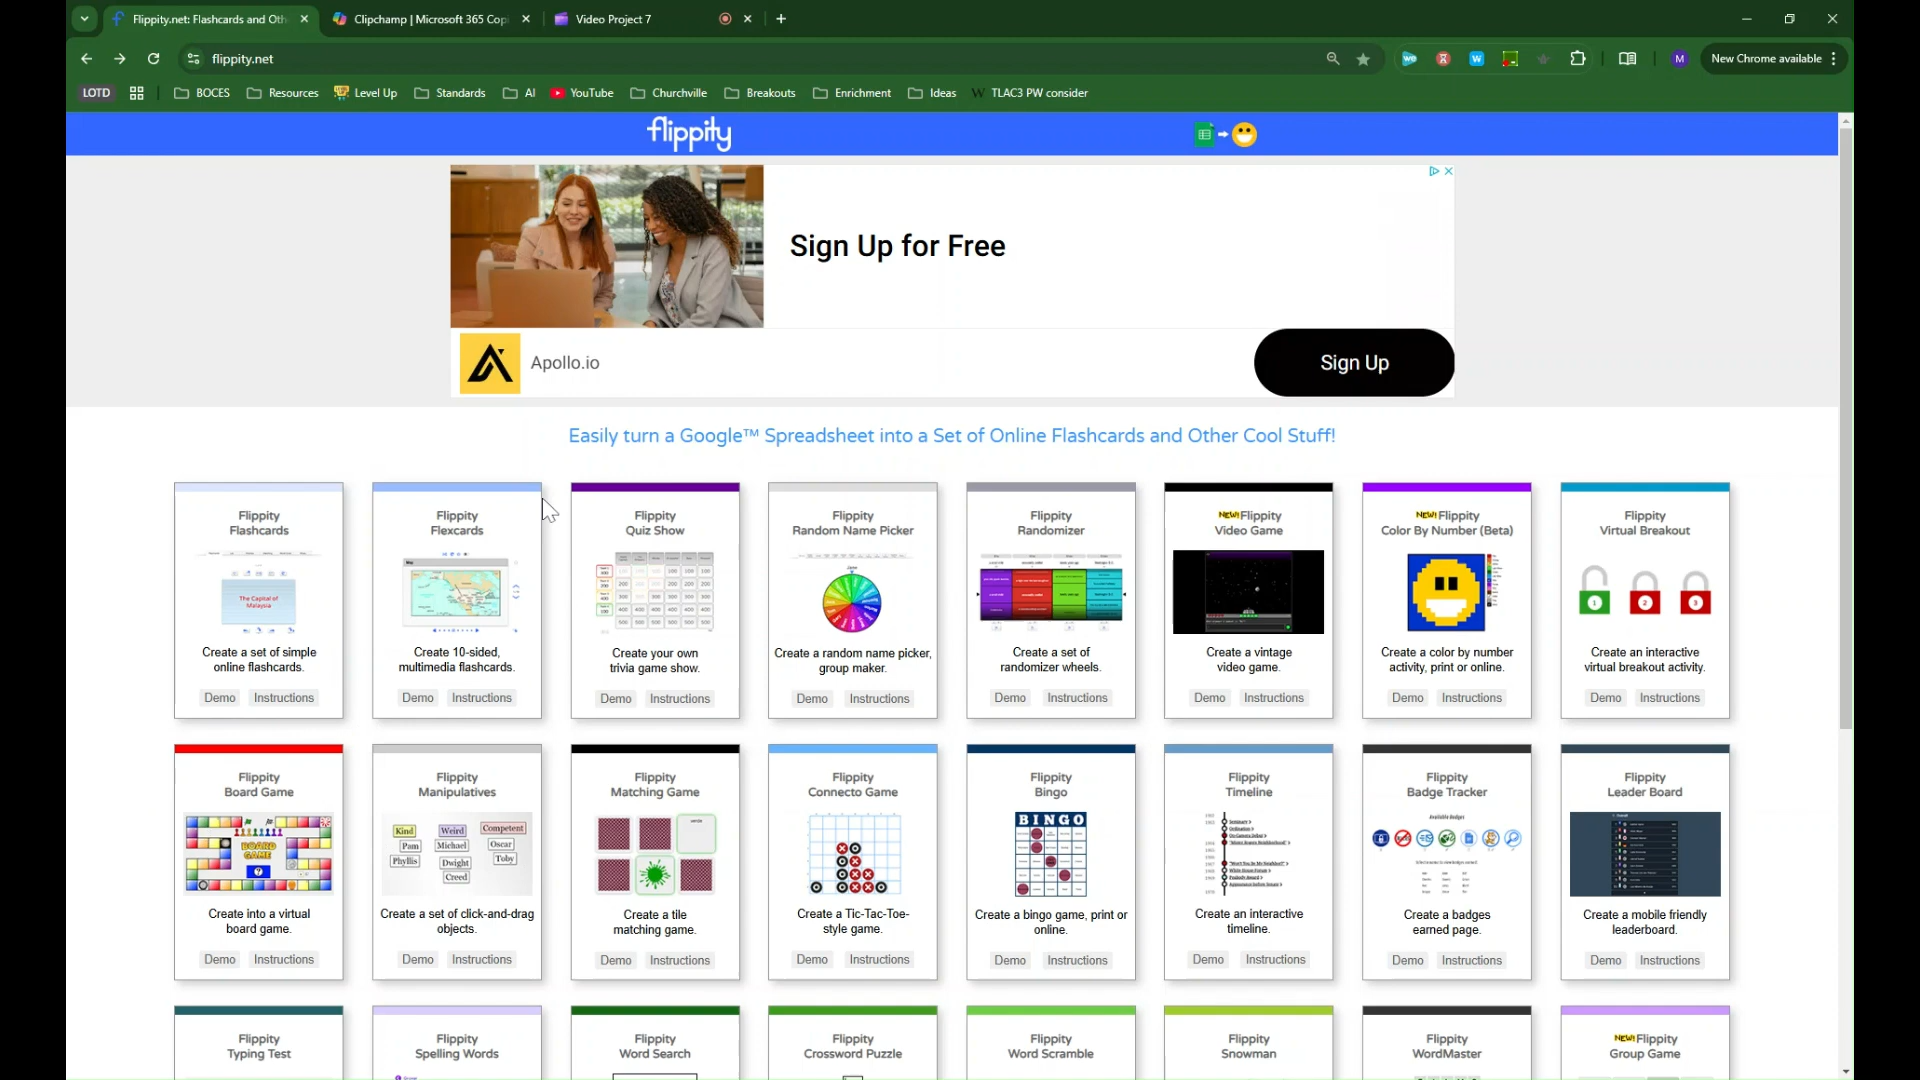 Flippity.net: Flashcards and Oth
Clipchamp | Microsoft 365 Copi
Video Project 7
flippity.net
M
New Chrome available
LOTD
BOCES
Resources
Level Up
Standards
AI
YouTube
Churchville
Breakouts
Enrichment
Ideas
W TLAC3 PW consider
flippity
Sign Up for Free
Apollo.io
Sign Up
Easily turn a Google™ Spreadsheet into a Set of Online Flashcards and Other Cool Stuff!
Flippity
Flashcards
The Capital of
Malaysia
Create a set of simple
online flashcards.
Demo Instructions
Flippity
Flexcards
Create 10-sided,
multimedia flashcards.
Demo Instructions
Flippity
Quiz Show
Create your own
trivia game show.
Demo Instructions
Flippity
Random Name Picker
Create a random name picker,
group maker.
Demo Instructions
Flippity
Randomizer
Create a set of
randomizer wheels.
Demo Instructions
NEW! Flippity
Video Game
Create a vintage
video game.
Demo Instructions
NEW! Flippity
Color By Number (Beta)
Create a color by number
activity, print or online.
Demo Instructions
Flippity
Virtual Breakout
1 2 3
Create an interactive
virtual breakout activity.
Demo Instructions
Flippity
Board Game
BOARD
GAME
?
Create into a virtual
board game.
Demo Instructions
Flippity
Manipulatives
Kind Weird Competent
Pam Michael Oscar
Phyllis Dwight Toby
Creed
Create a set of click-and-drag
objects.
Demo Instructions
Flippity
Matching Game
Create a tile
matching game.
Demo Instructions
Flippity
Connecto Game
Create a Tic-Tac-Toe-
style game.
Demo Instructions
Flippity
Bingo
BINGO
Create a bingo game, print or
online.
Demo Instructions
Flippity
Timeline
Create an interactive
timeline.
Demo Instructions
Flippity
Badge Tracker
Available Badges
Create a badges
earned page.
Demo Instructions
Flippity
Leader Board
Create a mobile friendly
leaderboard.
Demo Instructions
Flippity
Typing Test
Flippity
Spelling Words
Flippity
Word Search
Flippity
Crossword Puzzle
Flippity
Word Scramble
Flippity
Snowman
Flippity
WordMaster
NEW! Flippity
Group Game